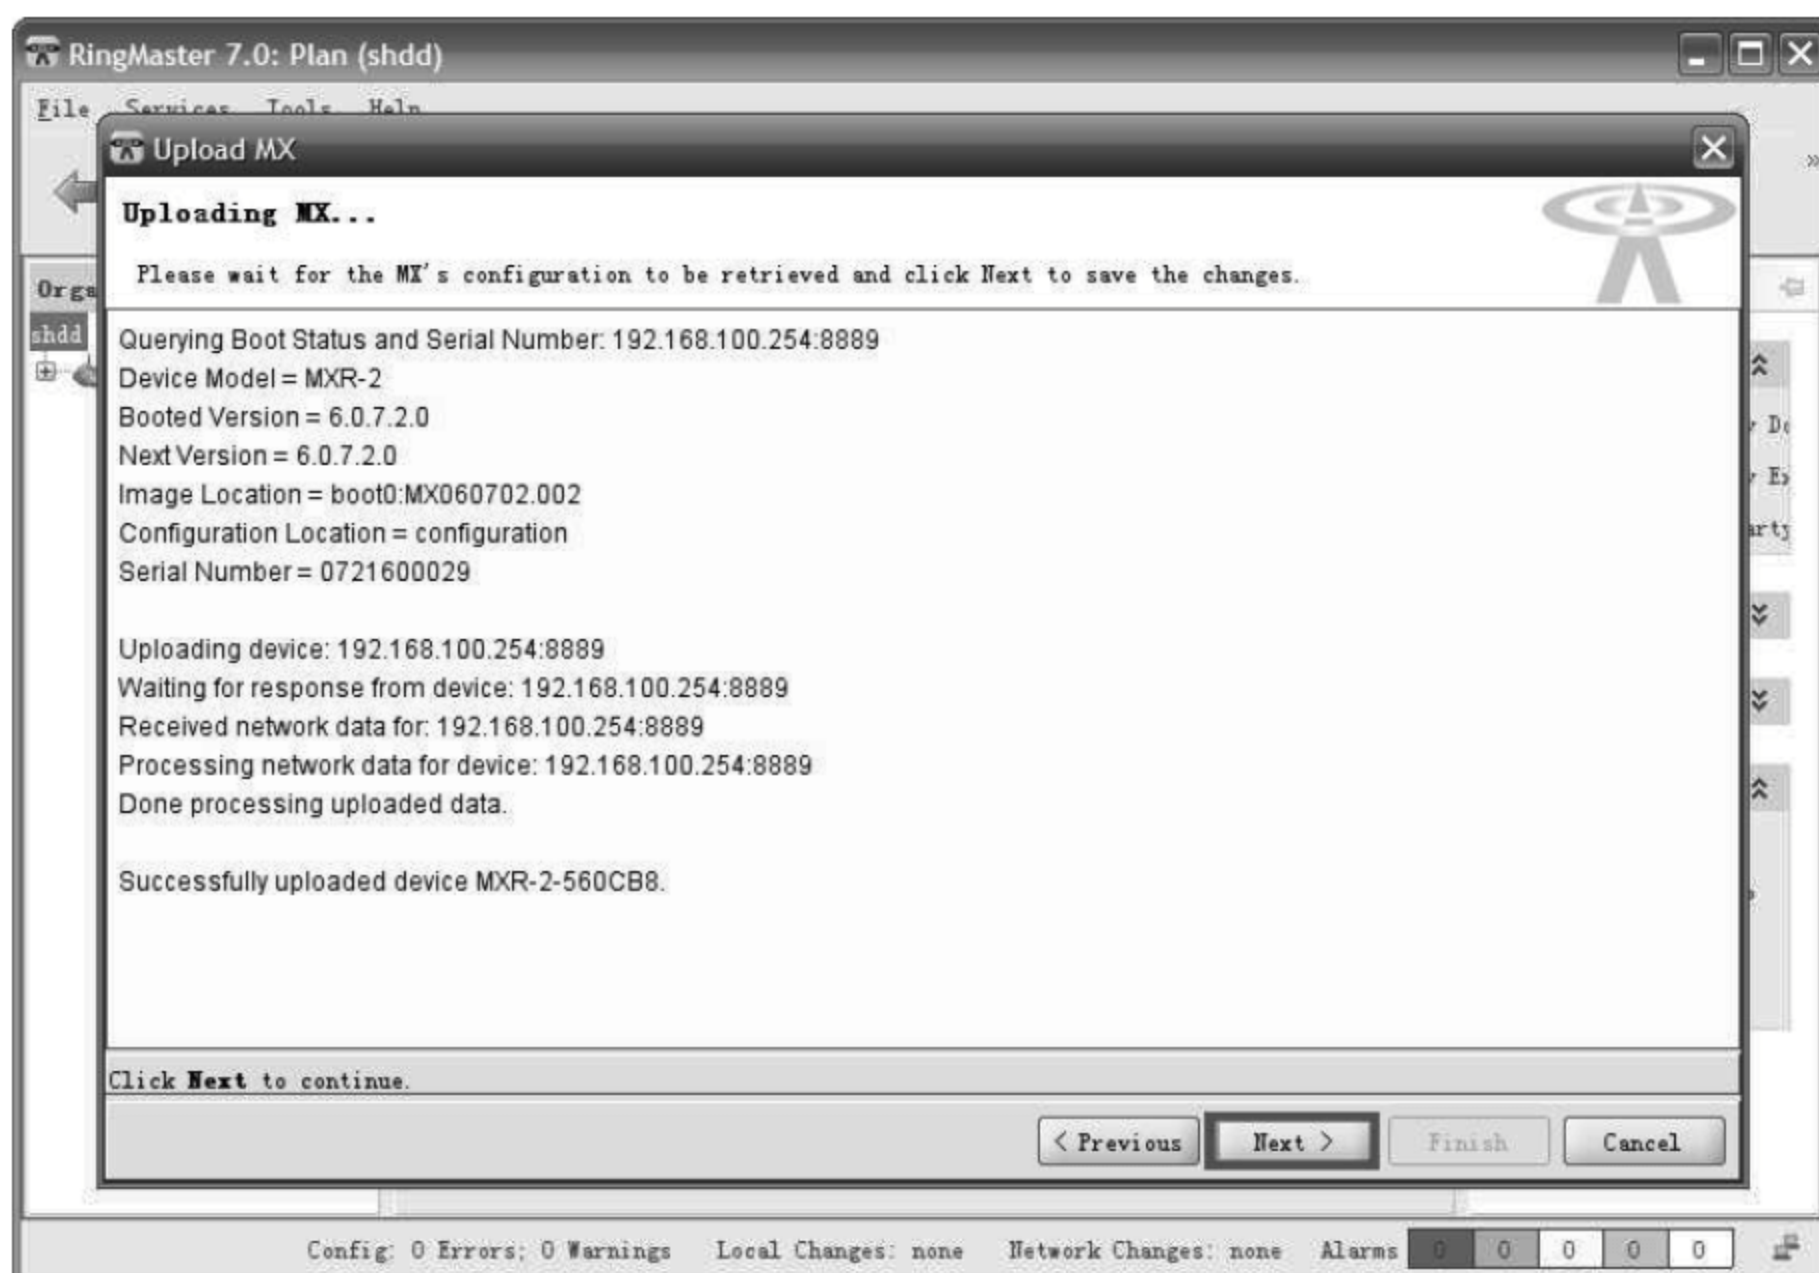 RingMaster 7.0: Plan (shdd)
File Services Tools Help
Upload MX
Uploading MX...
Please wait for the MX's configuration to be retrieved and click Next to save the changes.
Orga
shdd
Querying Boot Status and Serial Number: 192.168.100.254:8889
Device Model = MXR-2
Booted Version = 6.0.7.2.0
Next Version = 6.0.7.2.0
Image Location = boot0:MX060702.002
Configuration Location = configuration
Serial Number = 0721600029
Uploading device: 192.168.100.254:8889
Waiting for response from device: 192.168.100.254:8889
Received network data for: 192.168.100.254:8889
Processing network data for device: 192.168.100.254:8889
Done processing uploaded data.
Successfully uploaded device MXR-2-560CB8.
Click Next to continue.
< Previous Next > Finish Cancel
Config: 0 Errors; 0 Warnings Local Changes: none Network Changes: none Alarms 0 0 0 0 0